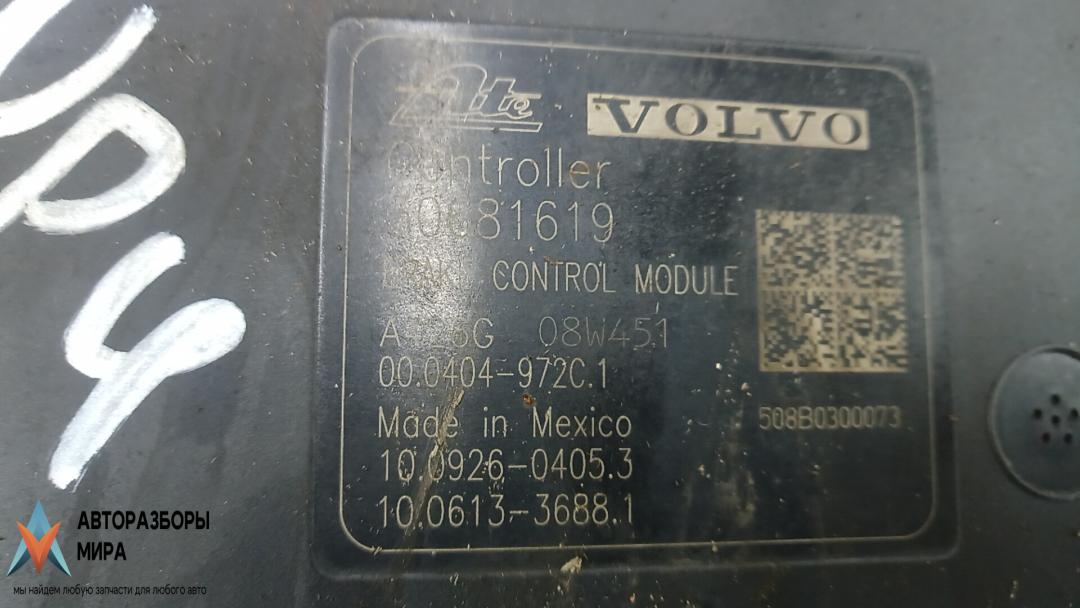 Ate VOLVO
Controller
CONTROL MODULE
08W451
00.0404-972C.1
Made in Mexico
508B0300073
10.0926-0405.3
10.0613-3688.1
АВТОРАЗБОРЫ
МИРА
мы найдем любую запчасти для любого авто